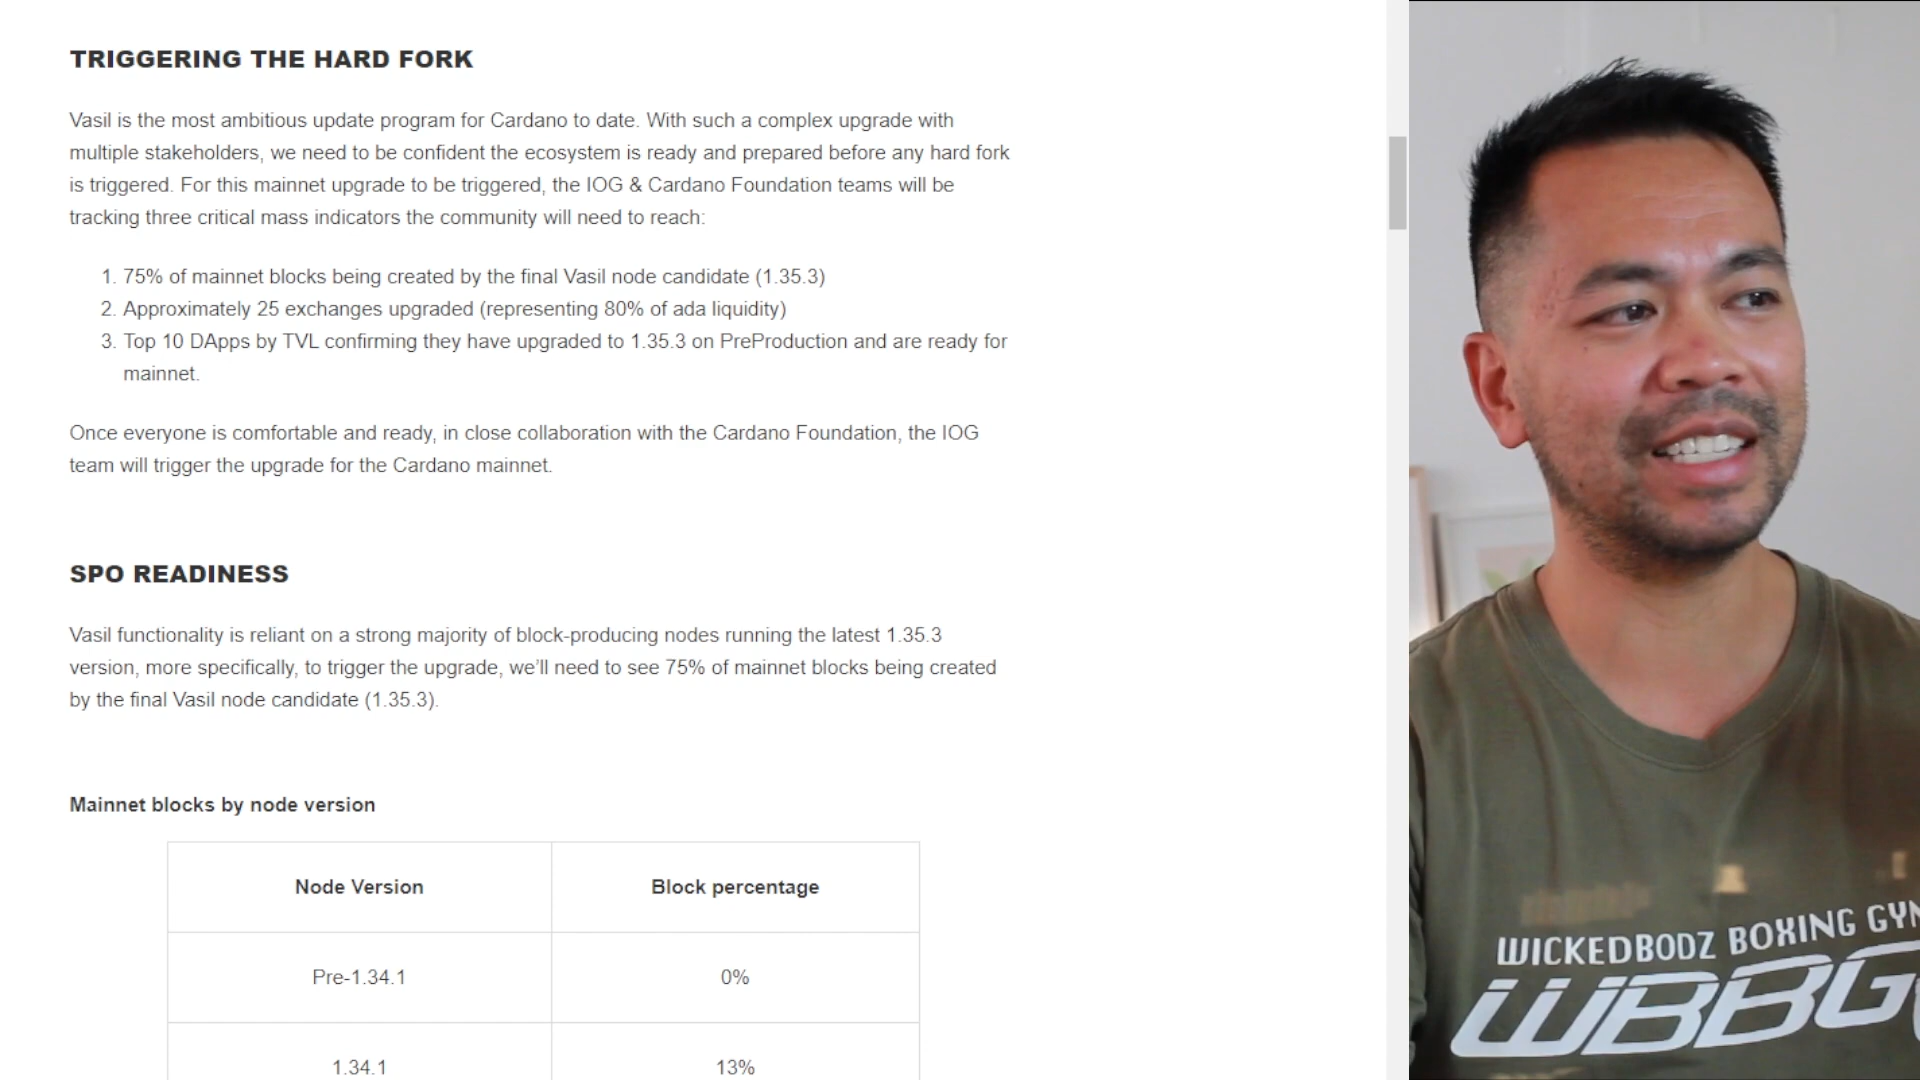 TRIGGERING THE HARD FORK
Vasil is the most ambitious update program for Cardano to date. With such a complex upgrade with
multiple stakeholders, we need to be confident the ecosystem is ready and prepared before any hard fork
is triggered. For this mainnet upgrade to be triggered, the IOG & Cardano Foundation teams will be
tracking three critical mass indicators the community will need to reach:
1. 75% of mainnet blocks being created by the final Vasil node candidate (1.35.3)
2. Approximately 25 exchanges upgraded (representing 80% of ada liquidity)
3. Top 10 DApps by TVL confirming they have upgraded to 1.35.3 on PreProduction and are ready for
mainnet.
Once everyone is comfortable and ready, in close collaboration with the Cardano Foundation, the IOG
team will trigger the upgrade for the Cardano mainnet.
SPO READINESS
Vasil functionality is reliant on a strong majority of block-producing nodes running the latest 1.35.3
version, more specifically, to trigger the upgrade, we’ll need to see 75% of mainnet blocks being created
by the final Vasil node candidate (1.35.3).
Mainnet blocks by node version
Node Version Block percentage
Pre-1.34.1 0%
1.34.1 13%
WICKEDBODZ BOXING GYM
WBBG